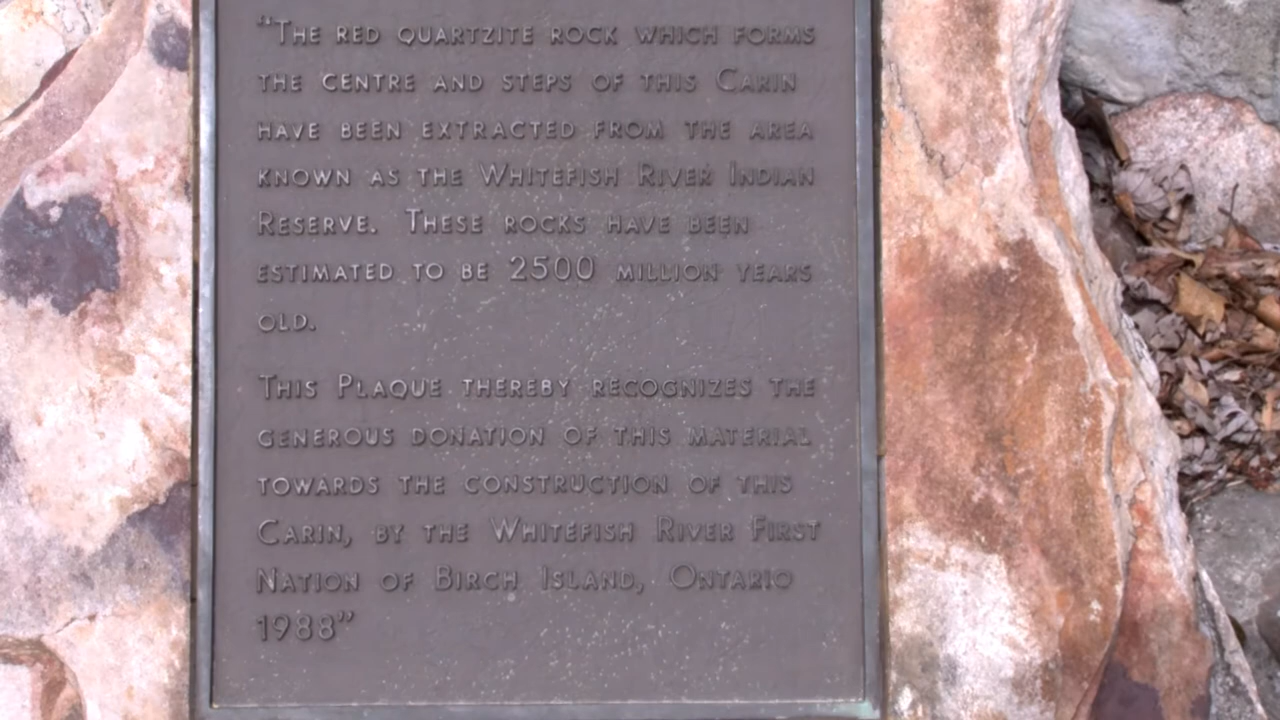 “The red quartzite rock which forms
the centre and steps of this Carin
have been extracted from the area
known as the Whitefish River Indian
Reserve. These rocks have been
estimated to be 2500 million years
old.
This Plaque thereby recognizes the
generous donation of this material
towards the construction of this
Carin, by the Whitefish River First
Nation of Birch Island, Ontario
1988”